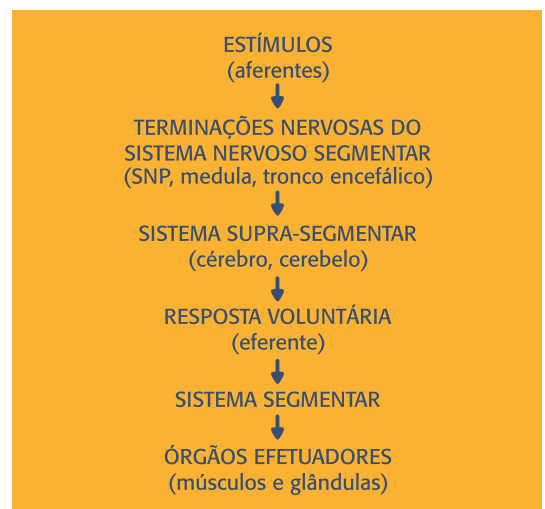 ESTÍMULOS
(aferentes)
TERMINAÇÕES NERVOSAS DO
SISTEMA NERVOSO SEGMENTAR
(SNP, medula, tronco encefálico)
SISTEMA SUPRA-SEGMENTAR
(cérebro, cerebelo)
RESPOSTA VOLUNTÁRIA
(eferente)
SISTEMA SEGMENTAR
ÓRGÃOS EFETUADORES
(músculos e glândulas)